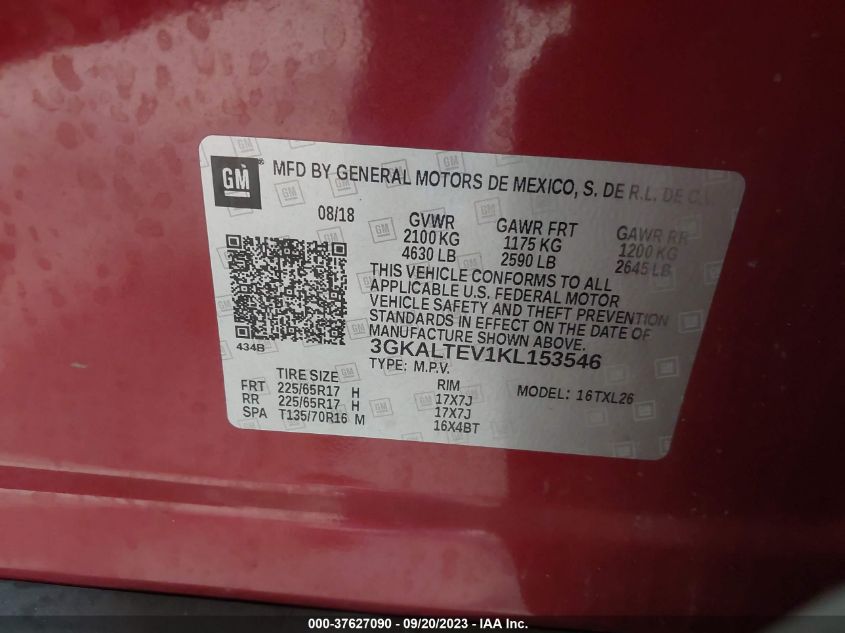 GM® MFD BY GENERAL MOTORS DE MEXICO, S. DE R.L. DE C.V.
08/18 GVWR GAWR FRT GAWR RR
2100 KG 1175 KG 1200 KG
4630 LB 2590 LB 2645 LB
THIS VEHICLE CONFORMS TO ALL
APPLICABLE U.S. FEDERAL MOTOR
VEHICLE SAFETY AND THEFT PREVENTION
STANDARDS IN EFFECT ON THE DATE OF
MANUFACTURE SHOWN ABOVE.
434B 3GKALTEV1KL153546
TYPE: M.P.V.
TIRE SIZE RIM MODEL: 16TXL26
FRT 225/65R17 H 17X7J
RR 225/65R17 H 17X7J
SPA T135/70R16 M 16X4BT
000-37627090 - 09/20/2023 - IAA Inc.